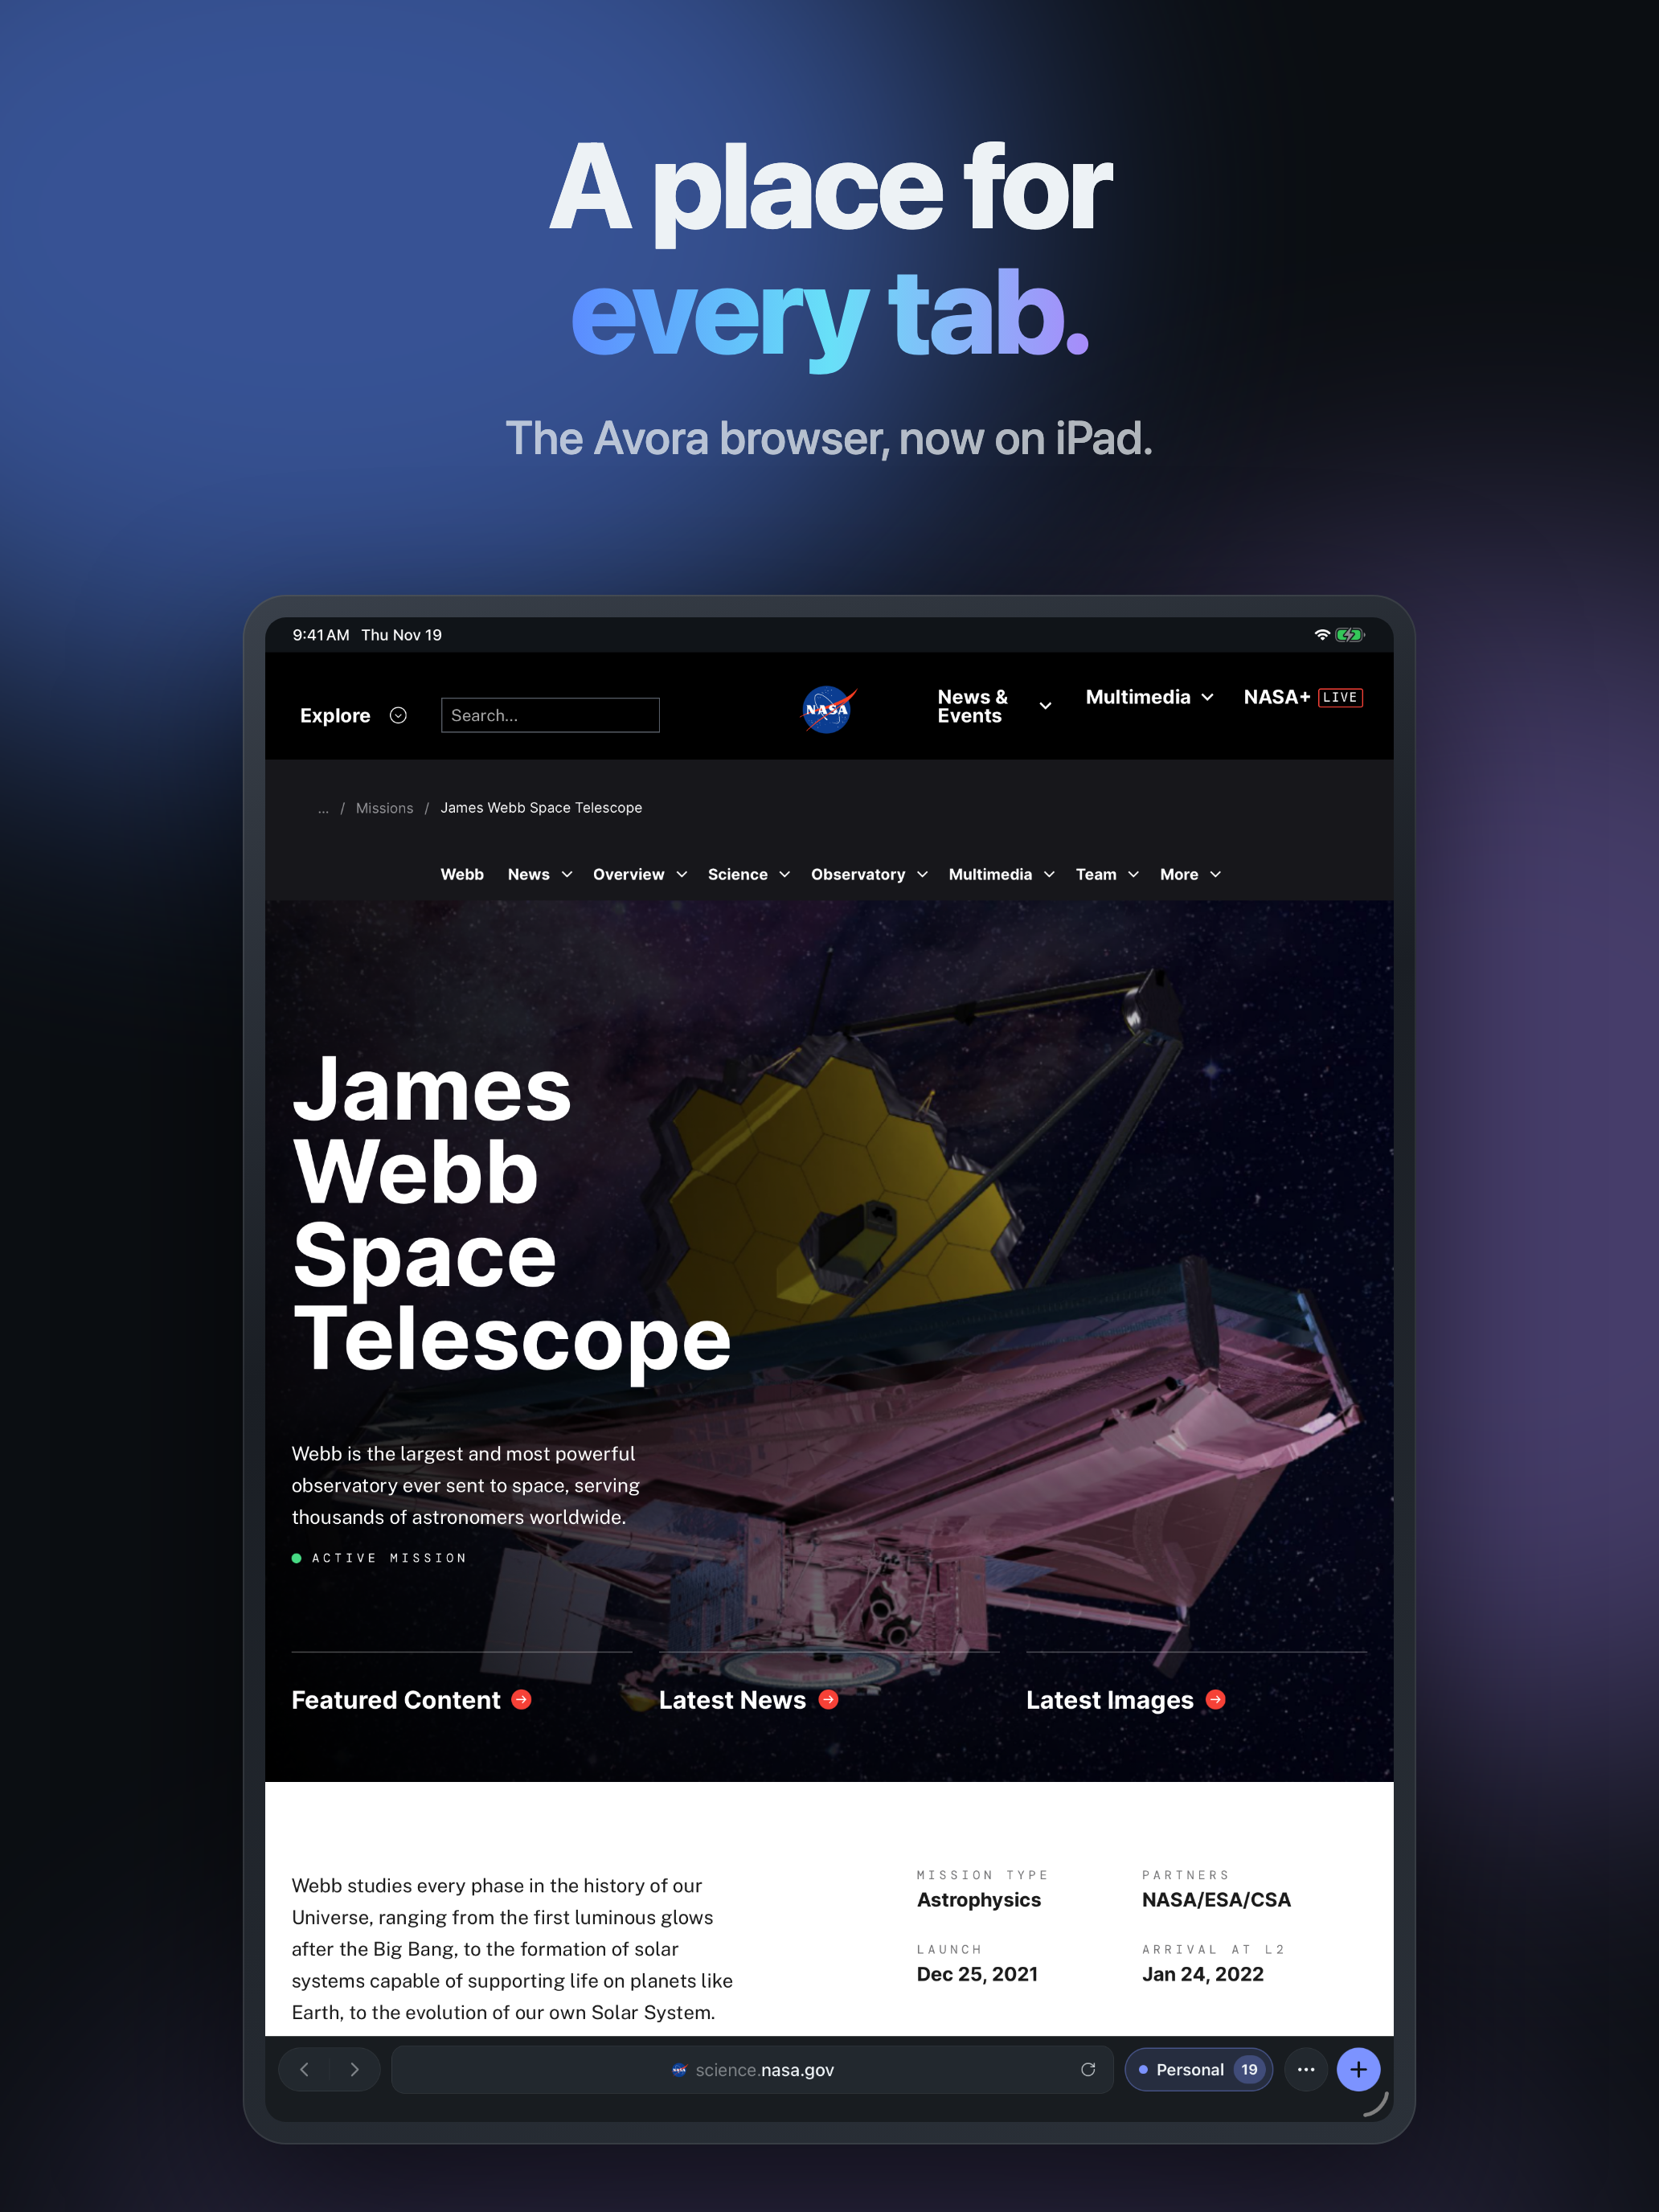 A place for
every tab.
The Avora browser, now on iPad.
9:41 AM Thu Nov 19
Explore
Search...
NASA
News &
Events
Multimedia
NASA+ LIVE
... / Missions / James Webb Space Telescope
Webb News Overview Science Observatory Multimedia Team More
James
Webb
Space
Telescope
Webb is the largest and most powerful
observatory ever sent to space, serving
thousands of astronomers worldwide.
ACTIVE MISSION
Featured Content Latest News Latest Images
Webb studies every phase in the history of our
Universe, ranging from the first luminous glows
after the Big Bang, to the formation of solar
systems capable of supporting life on planets like
Earth, to the evolution of our own Solar System.
MISSION TYPE
Astrophysics
PARTNERS
NASA/ESA/CSA
LAUNCH
Dec 25, 2021
ARRIVAL AT L2
Jan 24, 2022
science.nasa.gov
Personal 19